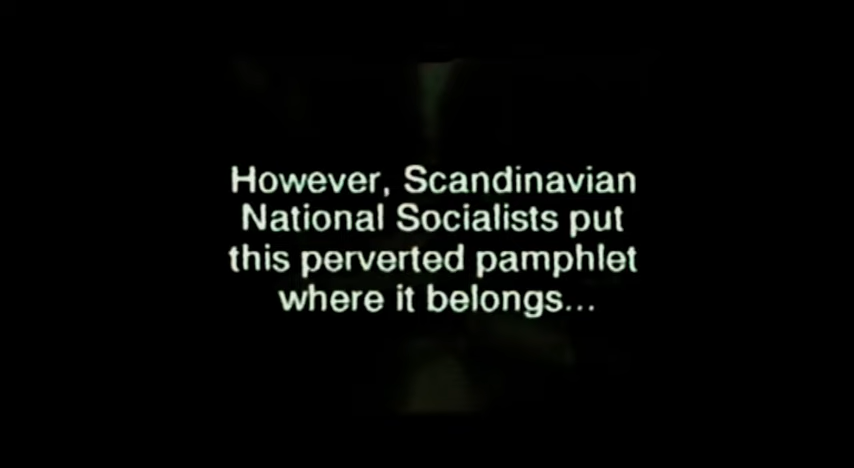 However, Scandinavian
National Socialists put
this perverted pamphlet
where it belongs...